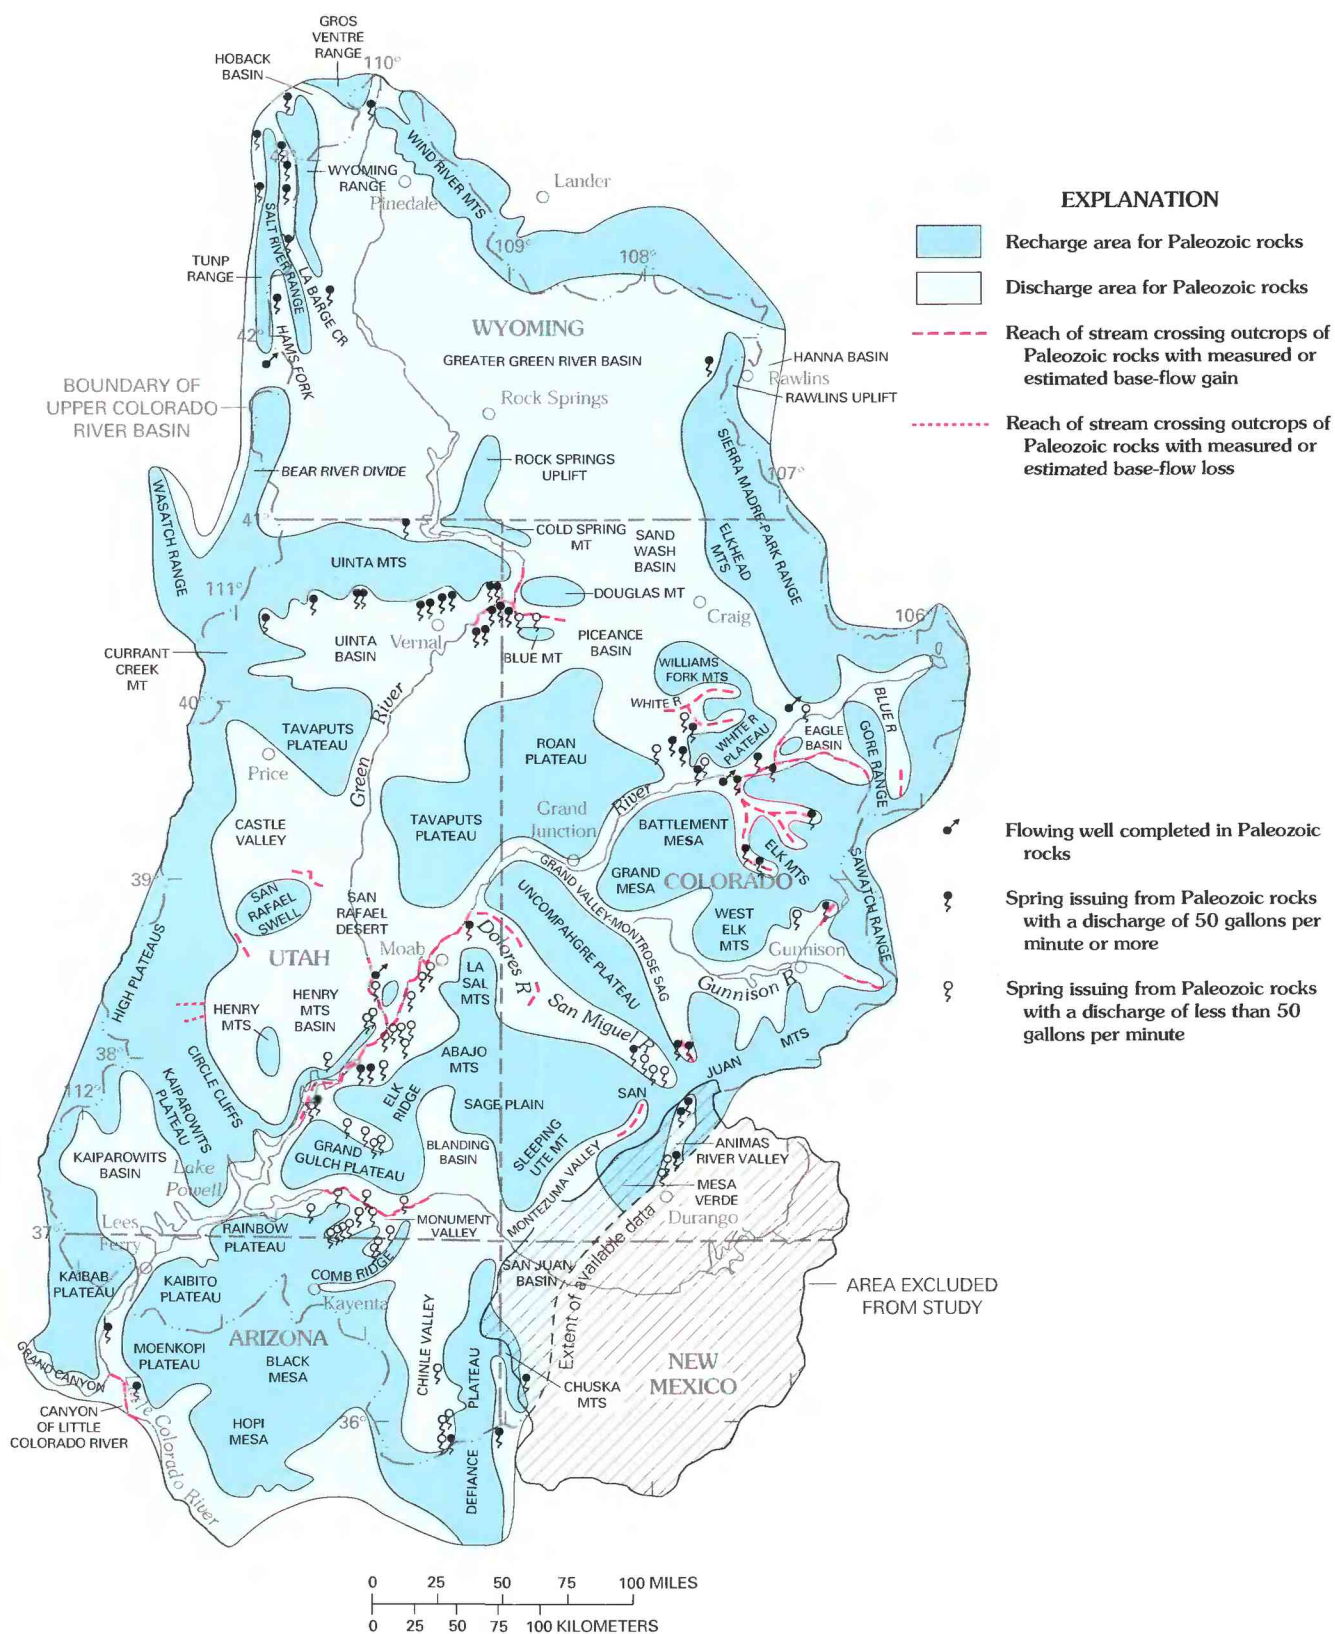 GROS
VENTRE
RANGE
HOBACK
BASIN
110°
WIND RIVER MTS
Lander
WYOMING
RANGE
Pinedale
SALT RIVER RANGE
109°
108°
TUNP
RANGE
LA BARGE CR
42°
HAMS FORK
WYOMING
GREATER GREEN RIVER BASIN
HANNA BASIN
Rawlins
RAWLINS UPLIFT
BOUNDARY OF
UPPER COLORADO
RIVER BASIN
Rock Springs
BEAR RIVER DIVIDE
ROCK SPRINGS
UPLIFT
SIERRA MADRE-PARK RANGE
107°
WASATCH RANGE
41°
COLD SPRING
MT
SAND
WASH
BASIN
ELKHEAD
MTS
UINTA MTS
111°
DOUGLAS MT
Craig
106°
UINTA
BASIN
Vernal
BLUE MT
PICEANCE
BASIN
CURRANT
CREEK
MT
WILLIAMS
FORK MTS
WHITE R
40°
Green River
TAVAPUTS
PLATEAU
ROAN
PLATEAU
WHITE R
PLATEAU
EAGLE
BASIN
BLUE R
GORE RANGE
Price
Grand
Junction
River
CASTLE
VALLEY
TAVAPUTS
PLATEAU
BATTLEMENT
MESA
ELK MTS
GRAND
MESA
COLORADO
SAWATCH RANGE
39°
SAN
RAFAEL
SWELL
SAN
RAFAEL
DESERT
GRAND VALLEY-MONTROSE SAG
UNCOMPAHGRE PLATEAU
WEST
ELK
MTS
Gunnison
Gunnison R
UTAH
Moab
Dolores R
HIGH PLATEAUS
LA
SAL
MTS
San Miguel R
HENRY
MTS
HENRY
MTS
BASIN
38°
112°
CIRCLE CLIFFS
KAIPAROWITS
PLATEAU
ABAJO
MTS
ELK
RIDGE
SAGE PLAIN
SAN
JUAN
MTS
KAIPAROWITS
BASIN
Lake
Powell
GRAND
GULCH PLATEAU
BLANDING
BASIN
SLEEPING
UTE MT
MONTEZUMA VALLEY
ANIMAS
RIVER VALLEY
MESA
VERDE
Durango
37°
Lees
Ferry
RAINBOW
PLATEAU
MONUMENT
VALLEY
KAIBAB
PLATEAU
KAIBITO
PLATEAU
COMB RIDGE
Kayenta
SAN JUAN
BASIN
Extent of available data
AREA EXCLUDED
FROM STUDY
MOENKOPI
PLATEAU
ARIZONA
BLACK
MESA
CHINLE VALLEY
DEFIANCE PLATEAU
CHUSKA
MTS
NEW
MEXICO
GRAND CANYON
CANYON
OF LITTLE
COLORADO RIVER
Colorado River
HOPI
MESA
36°
0 25 50 75 100 MILES
0 25 50 75 100 KILOMETERS
EXPLANATION
Recharge area for Paleozoic rocks
Discharge area for Paleozoic rocks
Reach of stream crossing outcrops of
Paleozoic rocks with measured or
estimated base-flow gain
Reach of stream crossing outcrops of
Paleozoic rocks with measured or
estimated base-flow loss
Flowing well completed in Paleozoic
rocks
Spring issuing from Paleozoic rocks
with a discharge of 50 gallons per
minute or more
Spring issuing from Paleozoic rocks
with a discharge of less than 50
gallons per minute